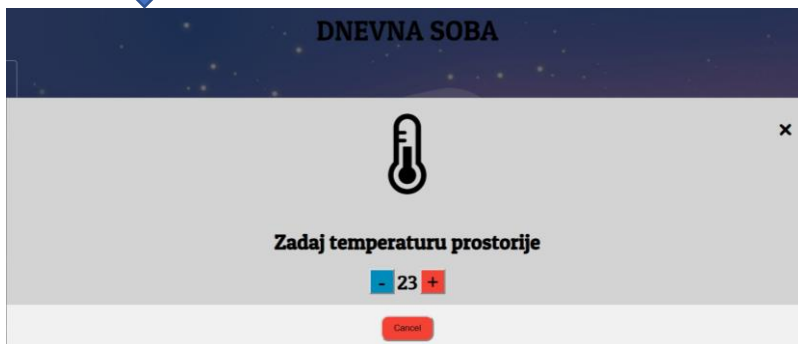 DNEVNA SOBA
×
Zadaj temperaturu prostorije
- 23 +
Cancel